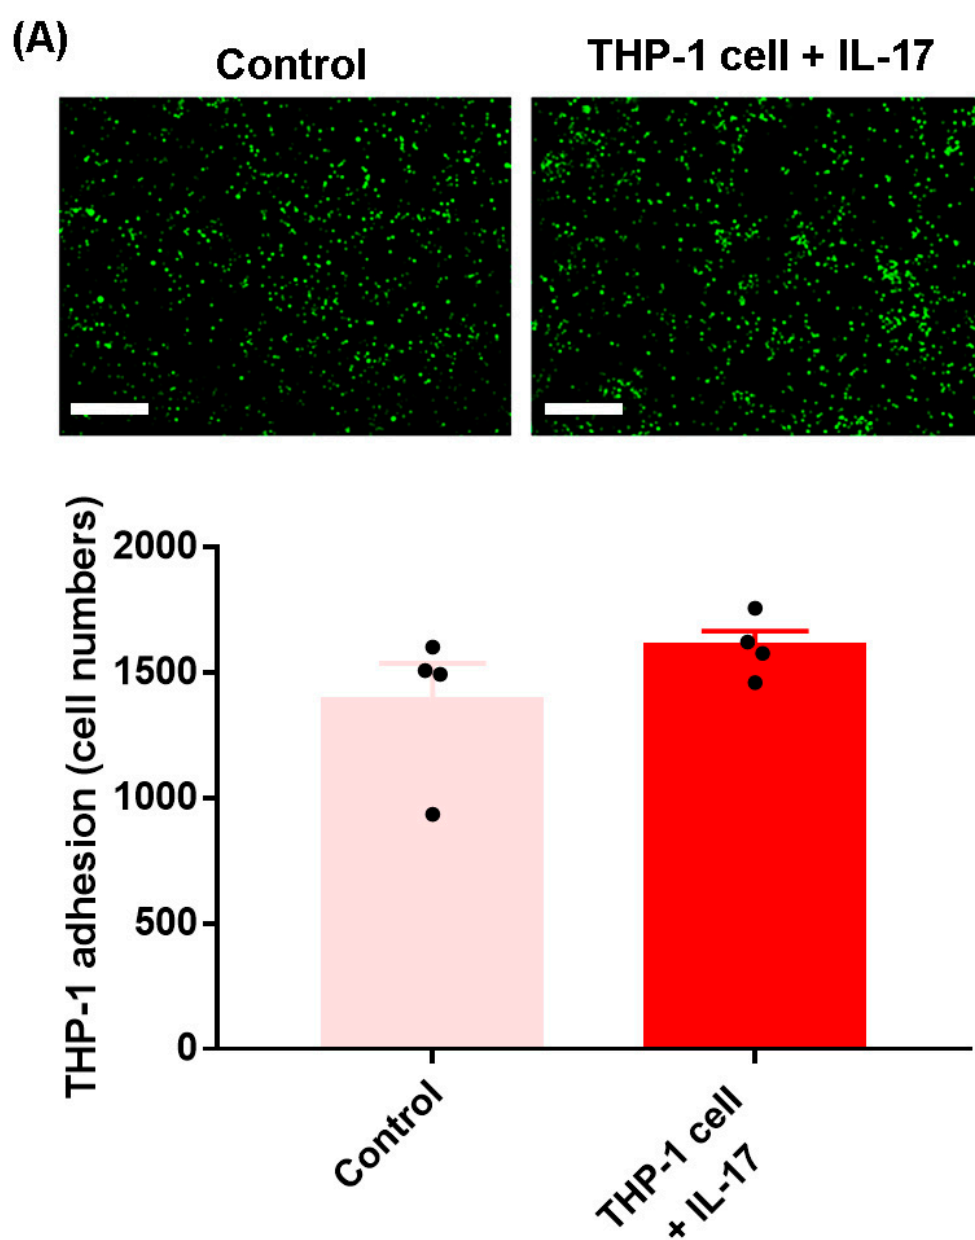 (A)
Control
THP-1 cell + IL-17
THP-1 adhesion (cell numbers)
2000
1500
1000
500
0
Control
THP-1 cell
+ IL-17